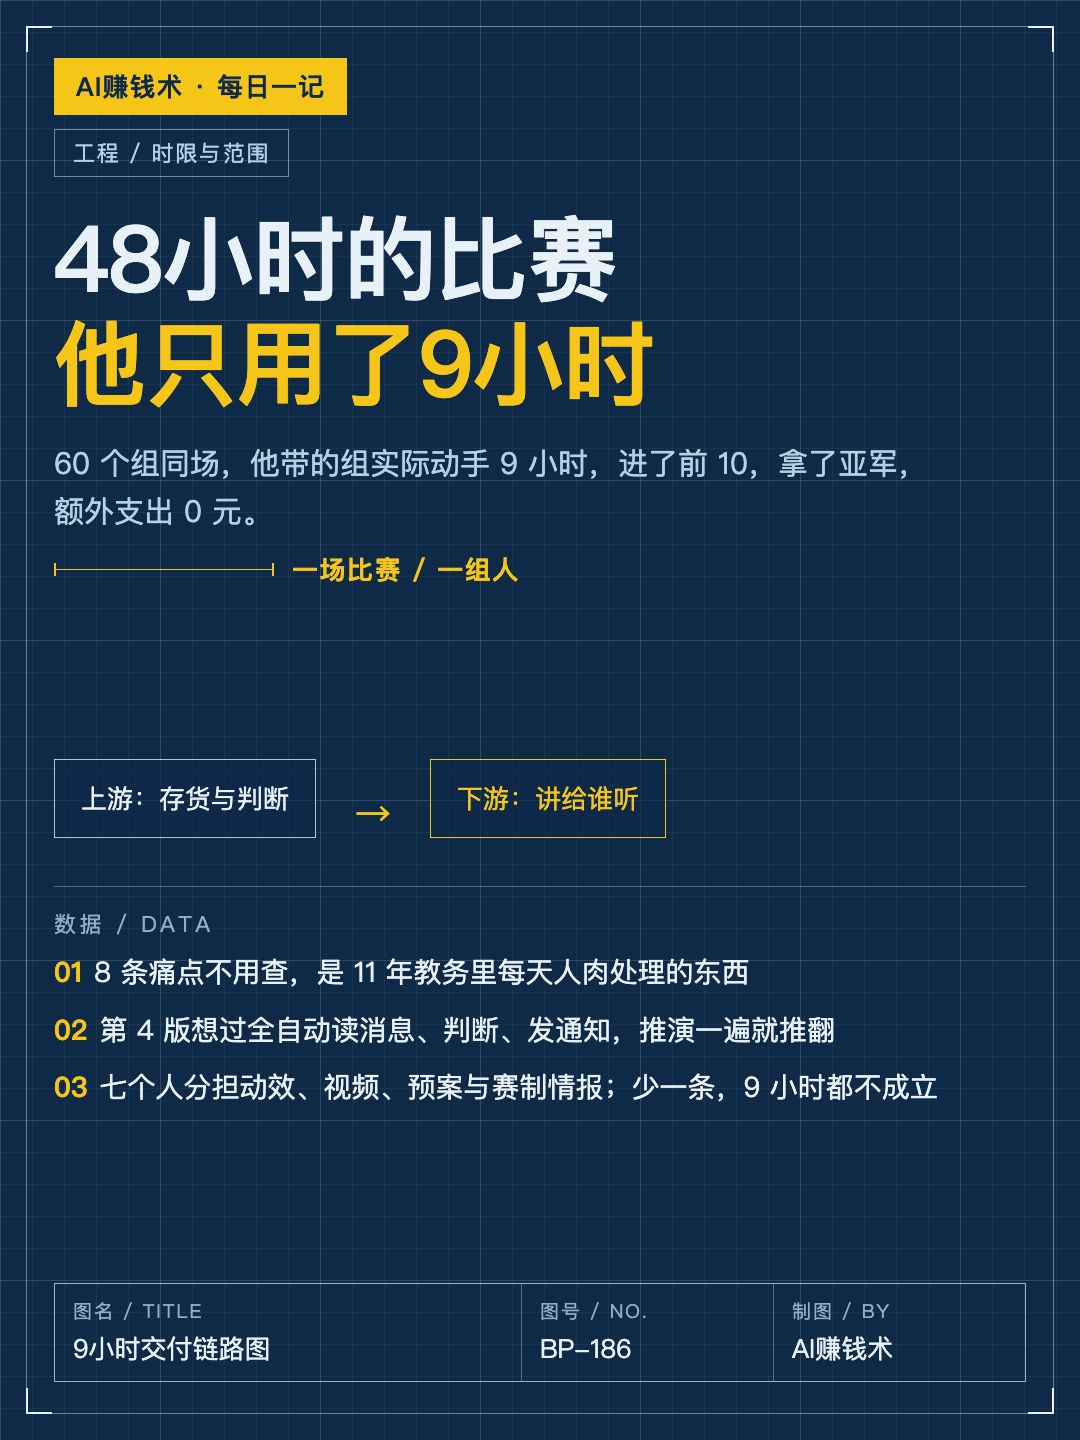 AI赚钱术 · 每日一记
工程 / 时限与范围
48小时的比赛
他只用了9小时
60 个组同场，他带的组实际动手 9 小时，进了前 10，拿了亚军，
额外支出 0 元。
一场比赛 / 一组人
上游：存货与判断
→
下游：讲给谁听
数据 / DATA
01 8 条痛点不用查，是 11 年教务里每天人肉处理的东西
02 第 4 版想过全自动读消息、判断、发通知，推演一遍就推翻
03 七个人分担动效、视频、预案与赛制情报；少一条，9 小时都不成立
图名 / TITLE
9小时交付链路图
图号 / NO.
BP-186
制图 / BY
AI赚钱术